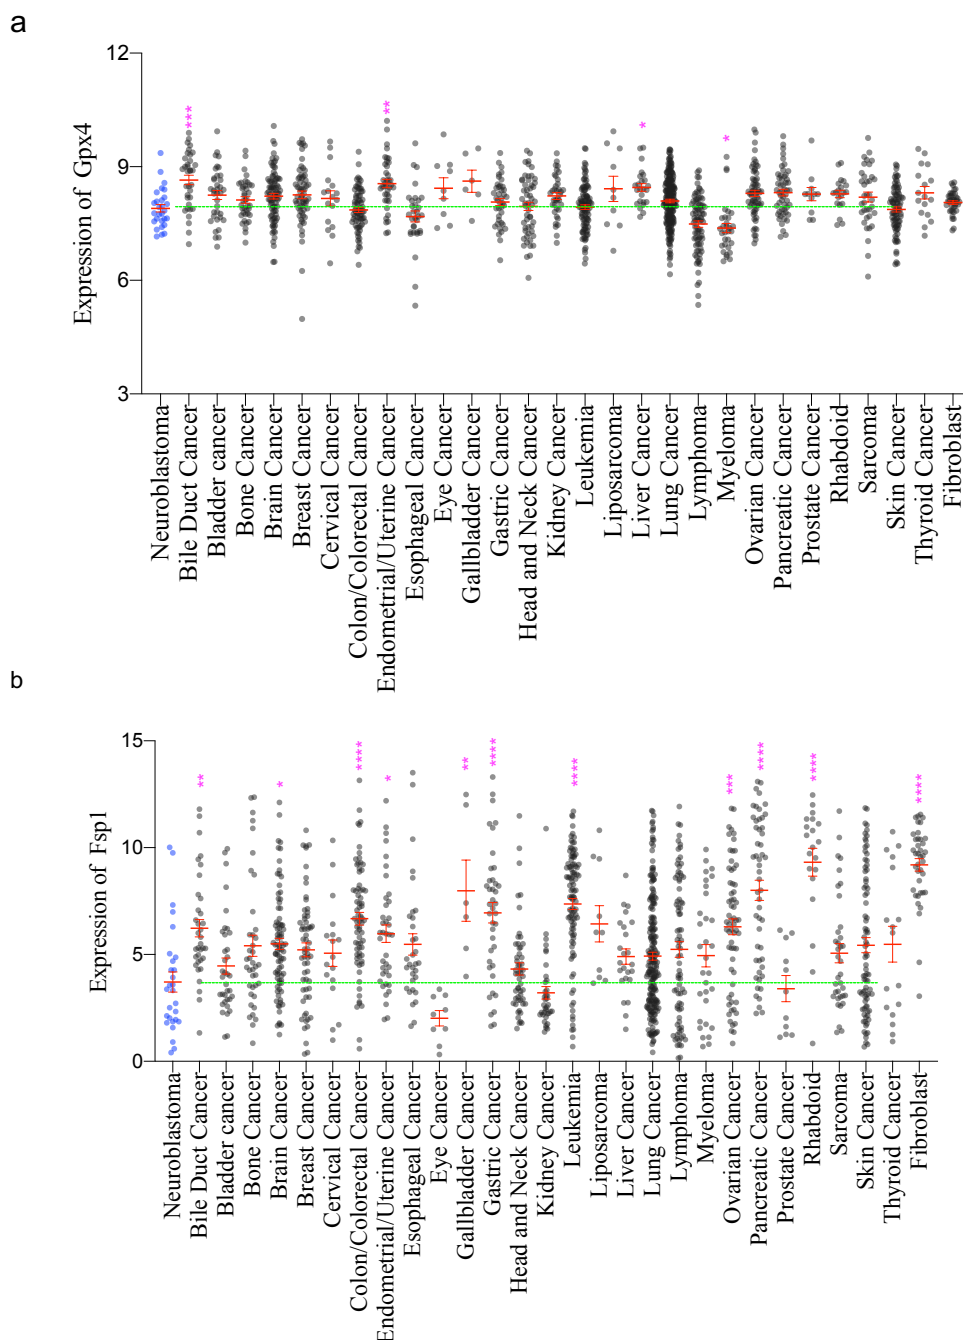 a
12
9
6
3
Expression of Gpx4
***
**
*
*
Neuroblastoma
Bile Duct Cancer
Bladder cancer
Bone Cancer
Brain Cancer
Breast Cancer
Cervical Cancer
Colon/Colorectal Cancer
Endometrial/Uterine Cancer
Esophageal Cancer
Eye Cancer
Gallbladder Cancer
Gastric Cancer
Head and Neck Cancer
Kidney Cancer
Leukemia
Liposarcoma
Liver Cancer
Lung Cancer
Lymphoma
Myeloma
Ovarian Cancer
Pancreatic Cancer
Prostate Cancer
Rhabdoid
Sarcoma
Skin Cancer
Thyroid Cancer
Fibroblast
b
15
10
5
0
Expression of Fsp1
**
*
****
*
**
****
****
***
****
****
****
Neuroblastoma
Bile Duct Cancer
Bladder cancer
Bone Cancer
Brain Cancer
Breast Cancer
Cervical Cancer
Colon/Colorectal Cancer
Endometrial/Uterine Cancer
Esophageal Cancer
Eye Cancer
Gallbladder Cancer
Gastric Cancer
Head and Neck Cancer
Kidney Cancer
Leukemia
Liposarcoma
Liver Cancer
Lung Cancer
Lymphoma
Myeloma
Ovarian Cancer
Pancreatic Cancer
Prostate Cancer
Rhabdoid
Sarcoma
Skin Cancer
Thyroid Cancer
Fibroblast